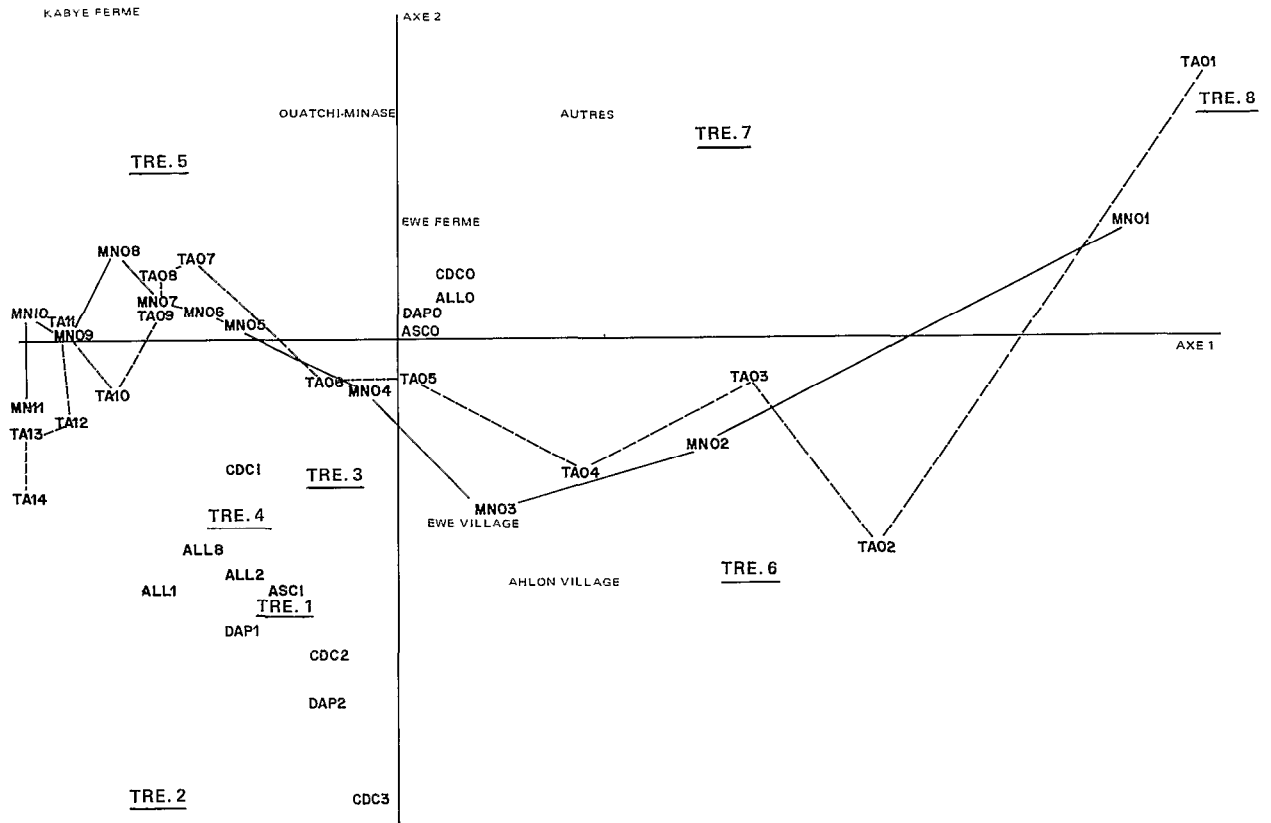 KABYE FERME
AXE 2
TA01
TRE.8
OUATCHI-MINASE
AUTRES
TRE.7
TRE.5
EWE FERME
MN01
MN08
TA07
TA08
CDC0
MN07
ALL0
MN10
TA11
TA09
MN06
DAP0
MN09
MN05
ASC0
AXE 1
TA06
MN04
TA05
TA03
TA10
MN11
TA12
TA13
MN02
CDC1
TRE.3
TA04
TA14
MN03
TRE.4
EWE VILLAGE
ALL8
TA02
ALL2
TRE.6
ALL1
ASC1
AHLON VILLAGE
TRE.1
DAP1
CDC2
DAP2
TRE.2
CDC3